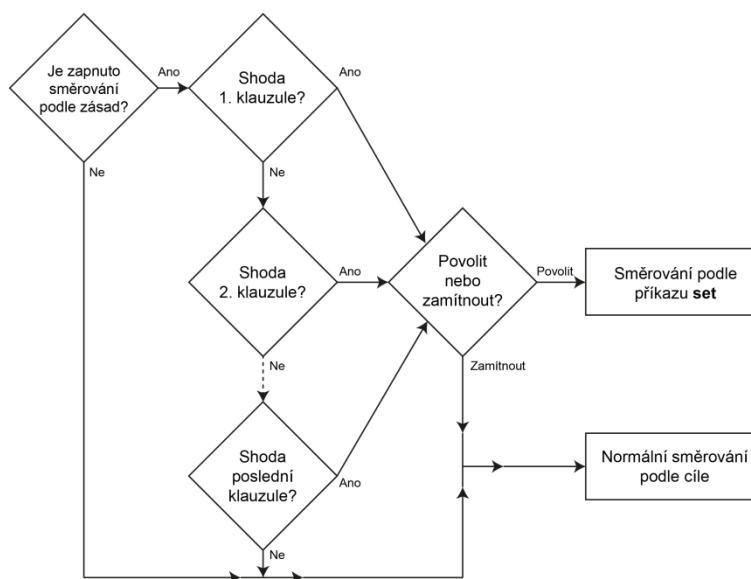 Je zapnuto
směrování
podle zásad?
Ano
Shoda
1. klauzule?
Ano
Ne
Ne
Shoda
2. klauzule?
Ano
Povolit
nebo
zamítnout?
Povolit
Směrování podle
příkazu set
Ne
Zamítnout
Shoda
poslední
klauzule?
Ano
Normální směrování
podle cíle
Ne